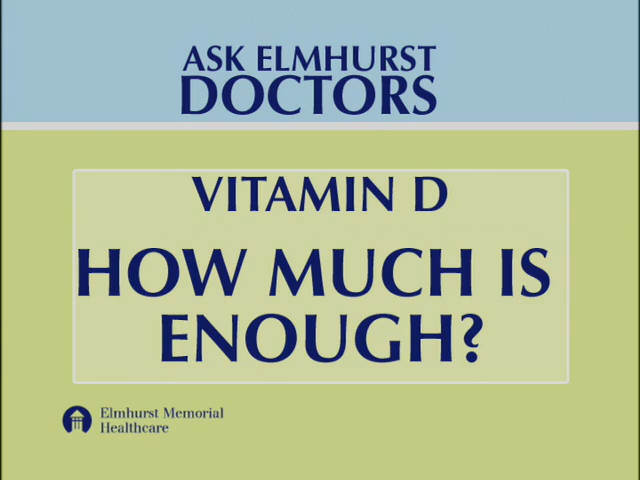 ASK ELMHURST
DOCTORS
VITAMIN D
HOW MUCH IS
ENOUGH?
Elmhurst Memorial
Healthcare